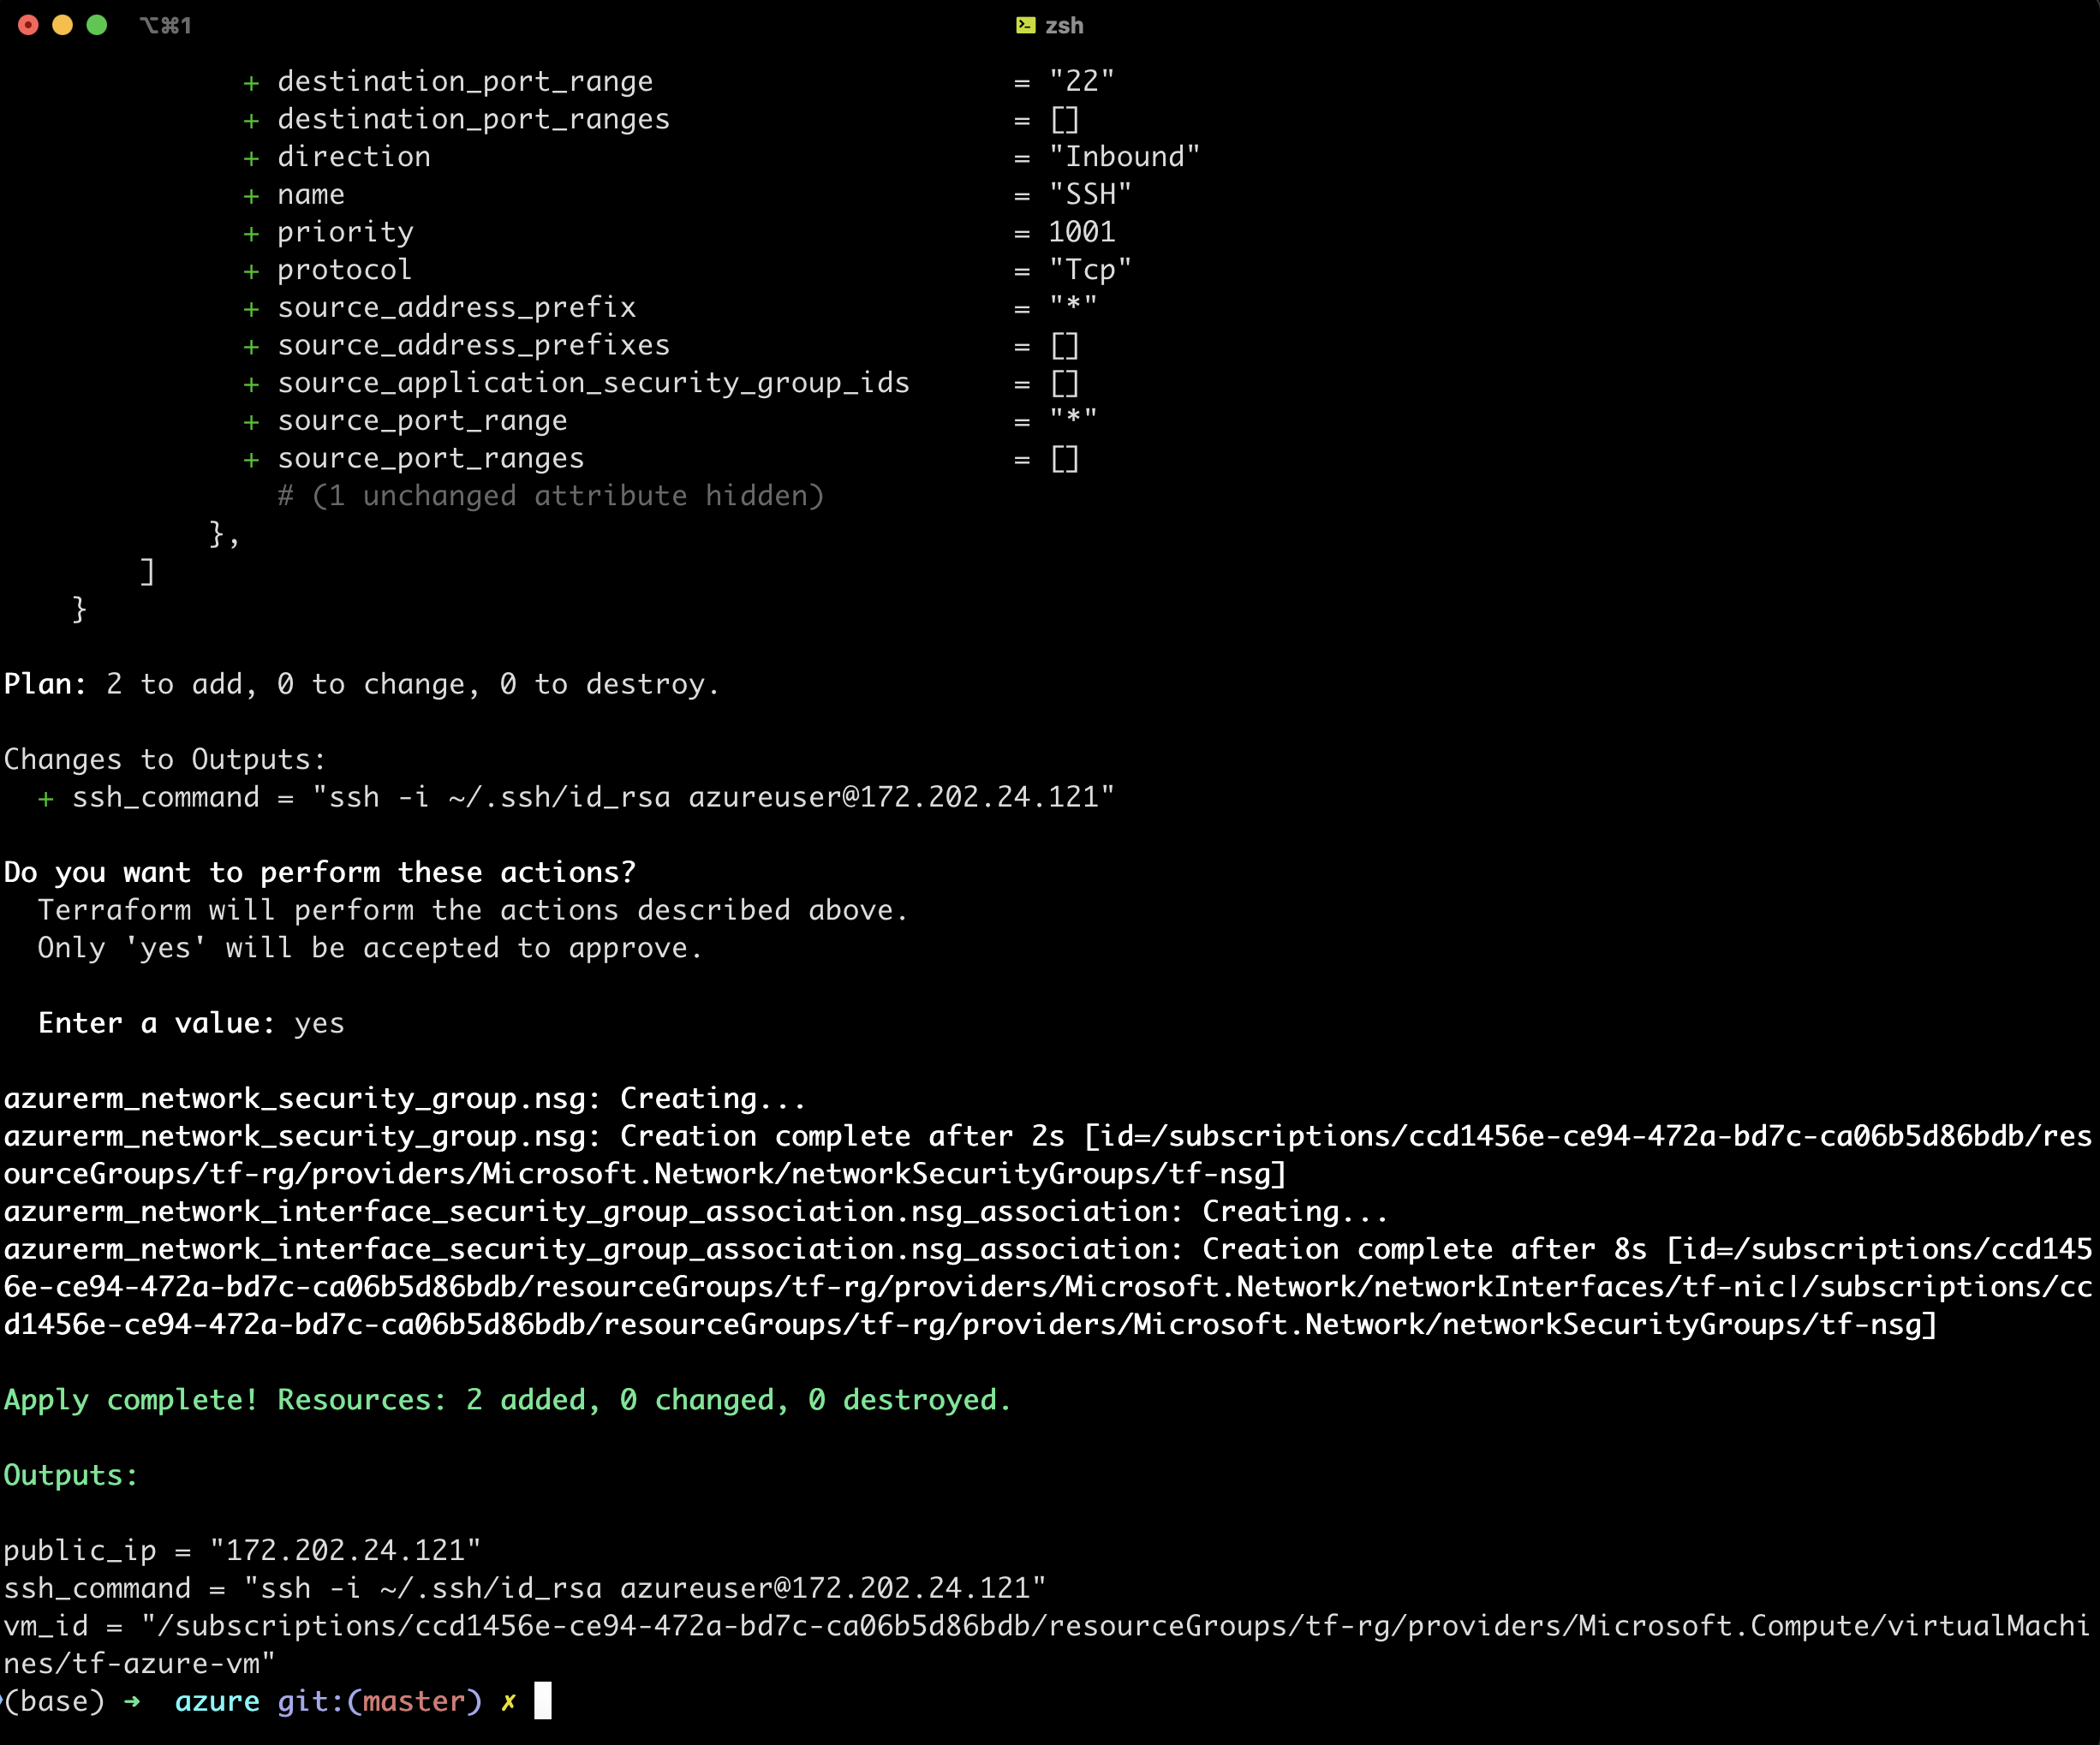 ⌥⌘1 zsh
+ destination_port_range = "22"
+ destination_port_ranges = []
+ direction = "Inbound"
+ name = "SSH"
+ priority = 1001
+ protocol = "Tcp"
+ source_address_prefix = "*"
+ source_address_prefixes = []
+ source_application_security_group_ids = []
+ source_port_range = "*"
+ source_port_ranges = []
# (1 unchanged attribute hidden)
},
]
}
Plan: 2 to add, 0 to change, 0 to destroy.
Changes to Outputs:
+ ssh_command = "ssh -i ~/.ssh/id_rsa azureuser@172.202.24.121"
Do you want to perform these actions?
Terraform will perform the actions described above.
Only 'yes' will be accepted to approve.
Enter a value: yes
azurerm_network_security_group.nsg: Creating...
azurerm_network_security_group.nsg: Creation complete after 2s [id=/subscriptions/ccd1456e-ce94-472a-bd7c-ca06b5d86bdb/res
ourceGroups/tf-rg/providers/Microsoft.Network/networkSecurityGroups/tf-nsg]
azurerm_network_interface_security_group_association.nsg_association: Creating...
azurerm_network_interface_security_group_association.nsg_association: Creation complete after 8s [id=/subscriptions/ccd145
6e-ce94-472a-bd7c-ca06b5d86bdb/resourceGroups/tf-rg/providers/Microsoft.Network/networkInterfaces/tf-nic|/subscriptions/cc
d1456e-ce94-472a-bd7c-ca06b5d86bdb/resourceGroups/tf-rg/providers/Microsoft.Network/networkSecurityGroups/tf-nsg]
Apply complete! Resources: 2 added, 0 changed, 0 destroyed.
Outputs:
public_ip = "172.202.24.121"
ssh_command = "ssh -i ~/.ssh/id_rsa azureuser@172.202.24.121"
vm_id = "/subscriptions/ccd1456e-ce94-472a-bd7c-ca06b5d86bdb/resourceGroups/tf-rg/providers/Microsoft.Compute/virtualMachi
nes/tf-azure-vm"
(base) ➜ azure git:(master) ✗